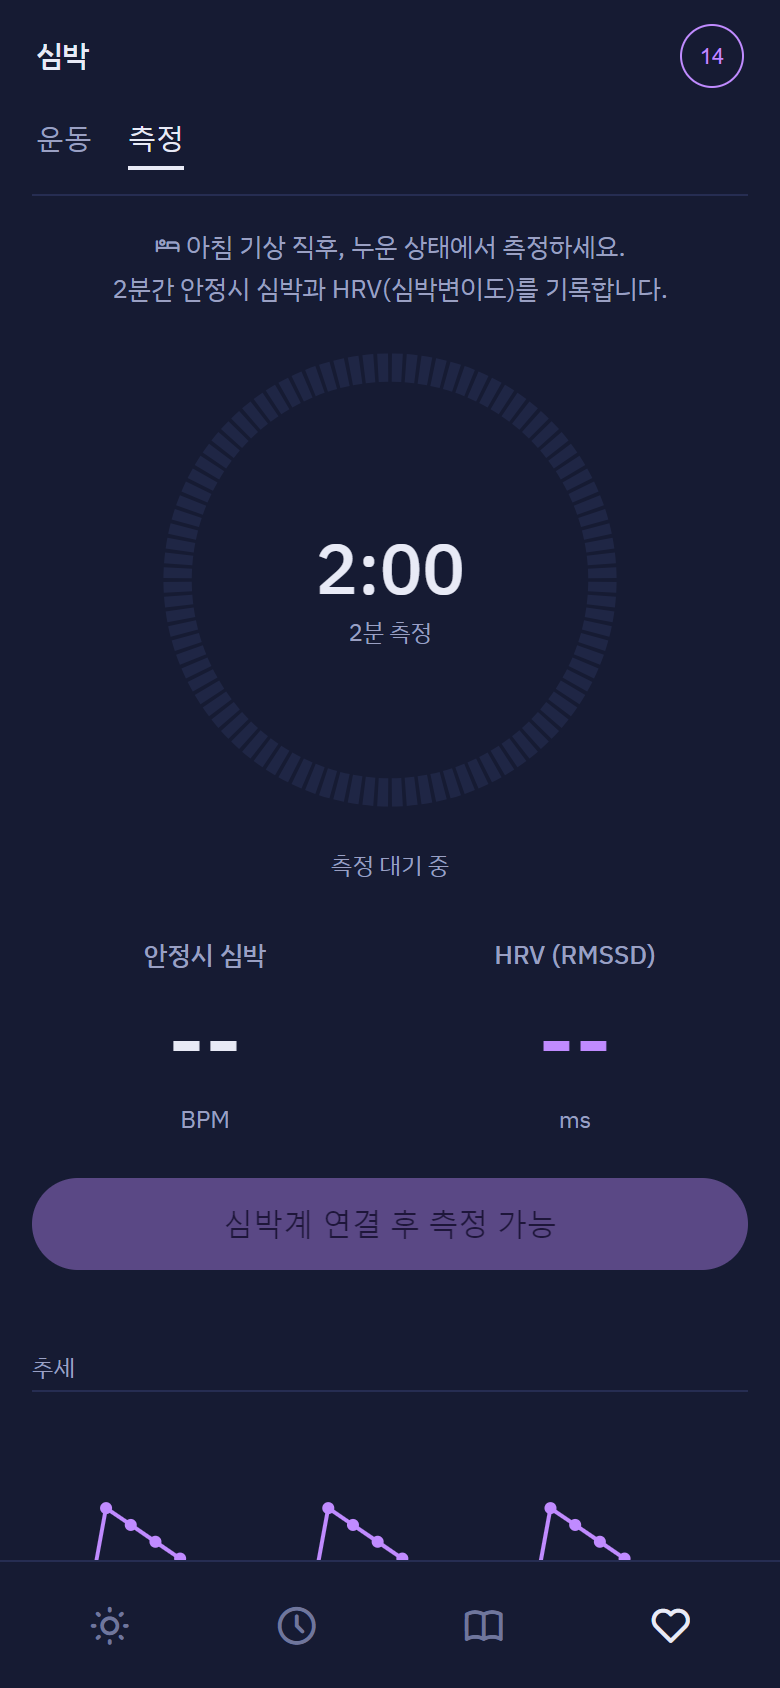 심박
14
운동 측정
아침 기상 직후, 누운 상태에서 측정하세요.
2분간 안정시 심박과 HRV(심박변이도)를 기록합니다.
2:00
2분 측정
측정 대기 중
안정시 심박 HRV (RMSSD)
-- --
BPM ms
심박계 연결 후 측정 가능
추세